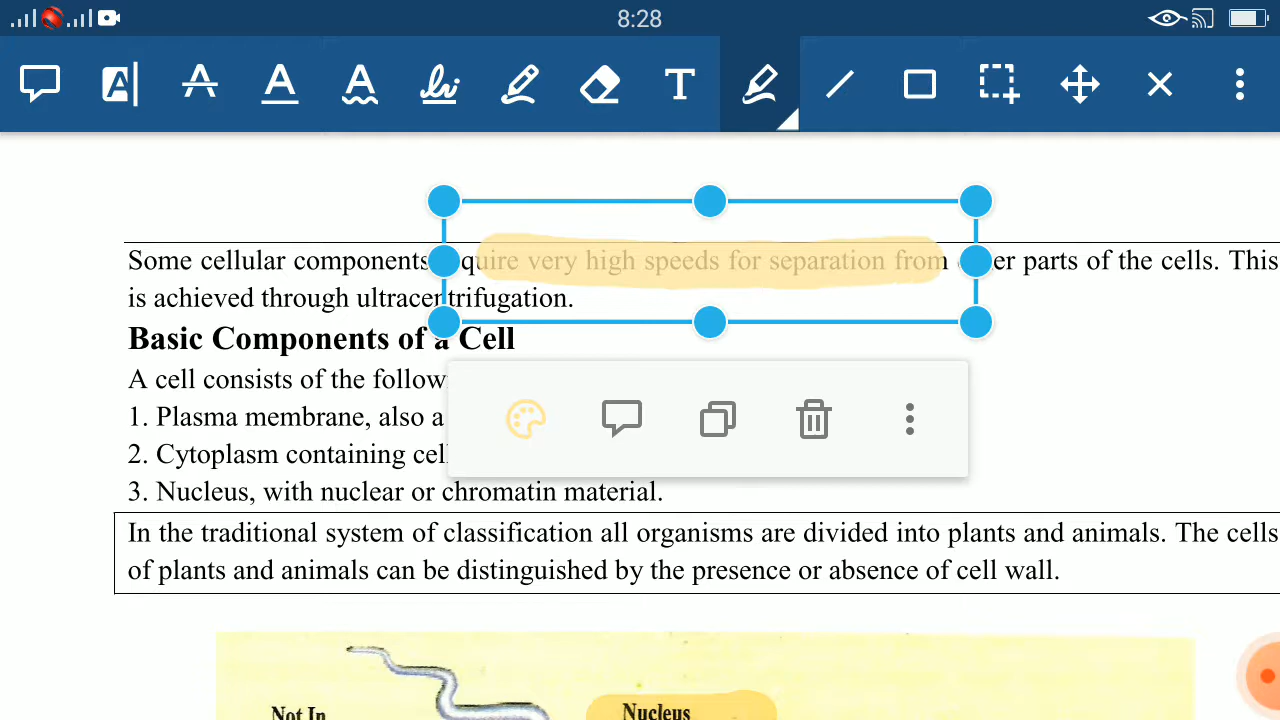 8:28
T
Some cellular components quire very high speeds for separation from er parts of the cells. This
is achieved through ultracentrifugation.
Basic Components of a Cell
A cell consists of the follow
1. Plasma membrane, also a
2. Cytoplasm containing cel
3. Nucleus, with nuclear or chromatin material.
In the traditional system of classification all organisms are divided into plants and animals. The cells
of plants and animals can be distinguished by the presence or absence of cell wall.
Not In
Nucleus